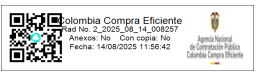 Colombia Compra Eficiente
Rad No. 2_2025_08_14_008257
Anexos: No Con copia: No
Fecha: 14/08/2025 11:56:42
Agencia Nacional
de Contratación Pública
Colombia Compra Eficiente